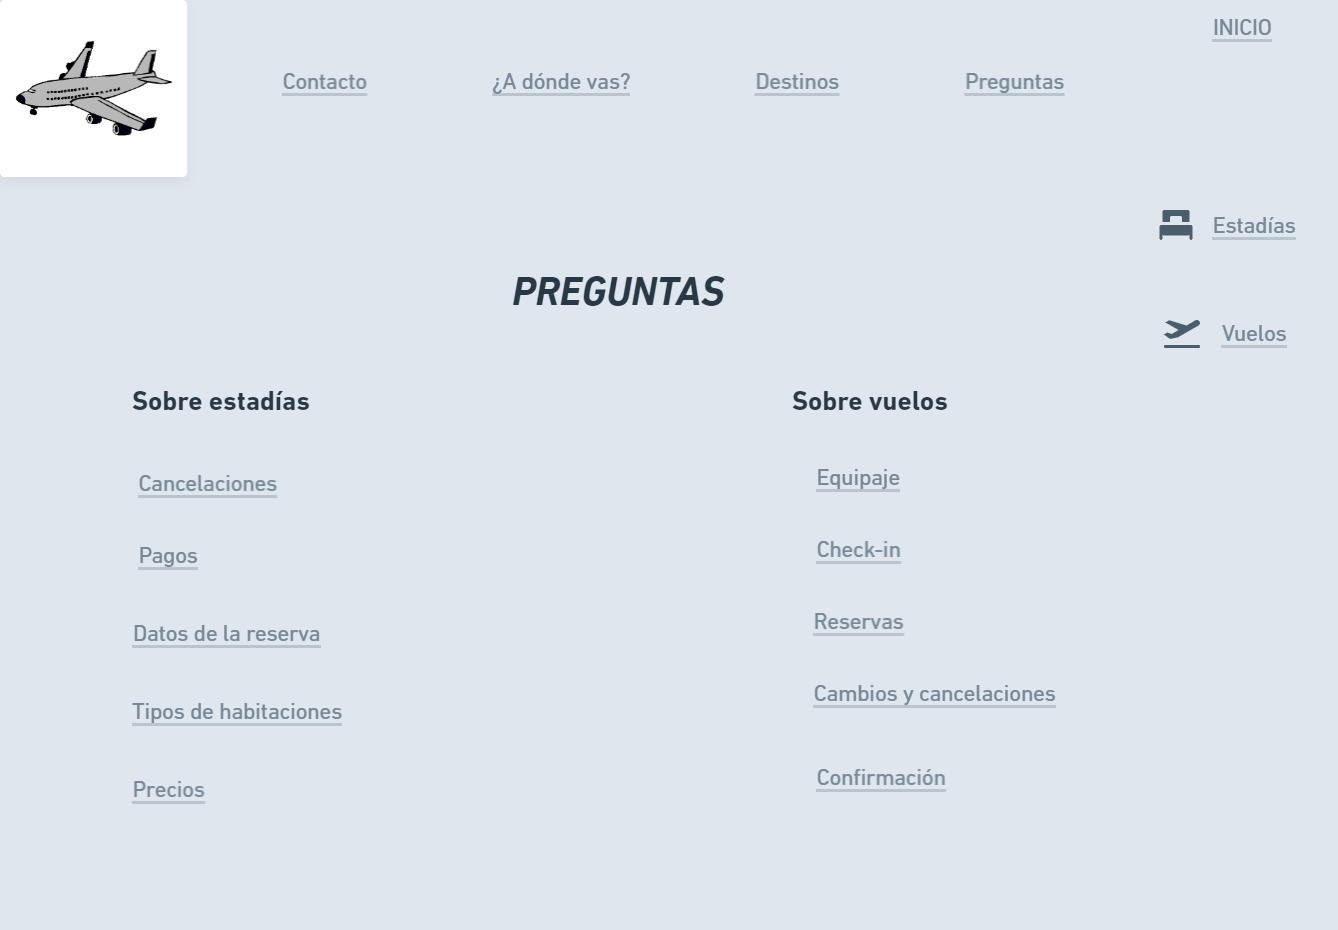 INICIO
Contacto
¿A dónde vas?
Destinos
Preguntas
Estadías
PREGUNTAS
Vuelos
Sobre estadías
Cancelaciones
Pagos
Datos de la reserva
Tipos de habitaciones
Precios
Sobre vuelos
Equipaje
Check-in
Reservas
Cambios y cancelaciones
Confirmación